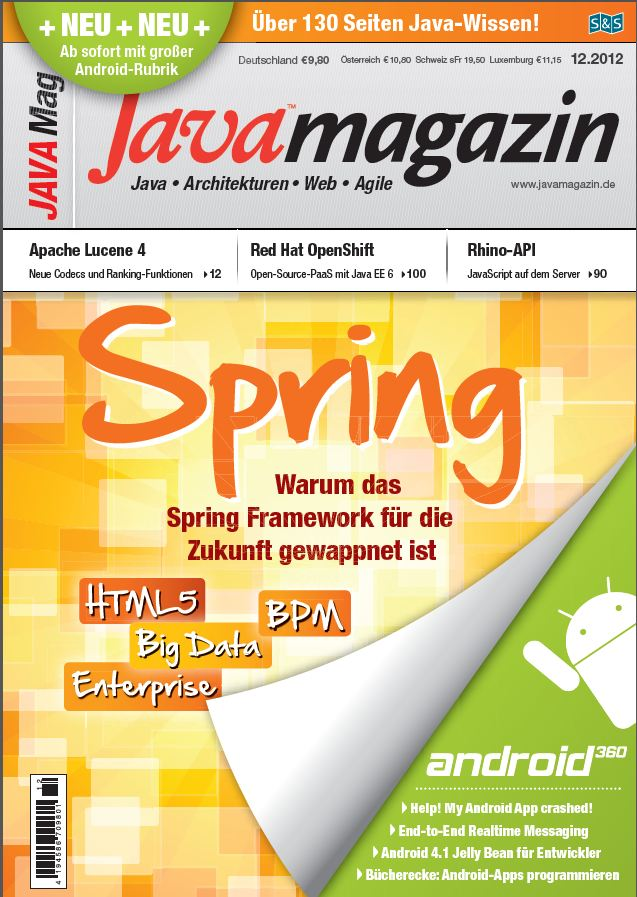 + NEU + NEU +
Ab sofort mit großer
Android-Rubrik
Über 130 Seiten Java-Wissen!
S&S
Deutschland €9,80 Österreich €10,80 Schweiz sFr 19,50 Luxemburg €11,15 12.2012
JAVA Mag
Javamagazin
TM
Java • Architekturen • Web • Agile
www.javamagazin.de
Apache Lucene 4
Neue Codecs und Ranking-Funktionen 12
Red Hat OpenShift
Open-Source-PaaS mit Java EE 6 100
Rhino-API
JavaScript auf dem Server 90
Spring
Warum das
Spring Framework für die
Zukunft gewappnet ist
HTML5
BPM
Big Data
Enterprise
android360
Help! My Android App crashed!
End-to-End Realtime Messaging
Android 4.1 Jelly Bean für Entwickler
Bücherecke: Android-Apps programmieren
12
4 194566 709801